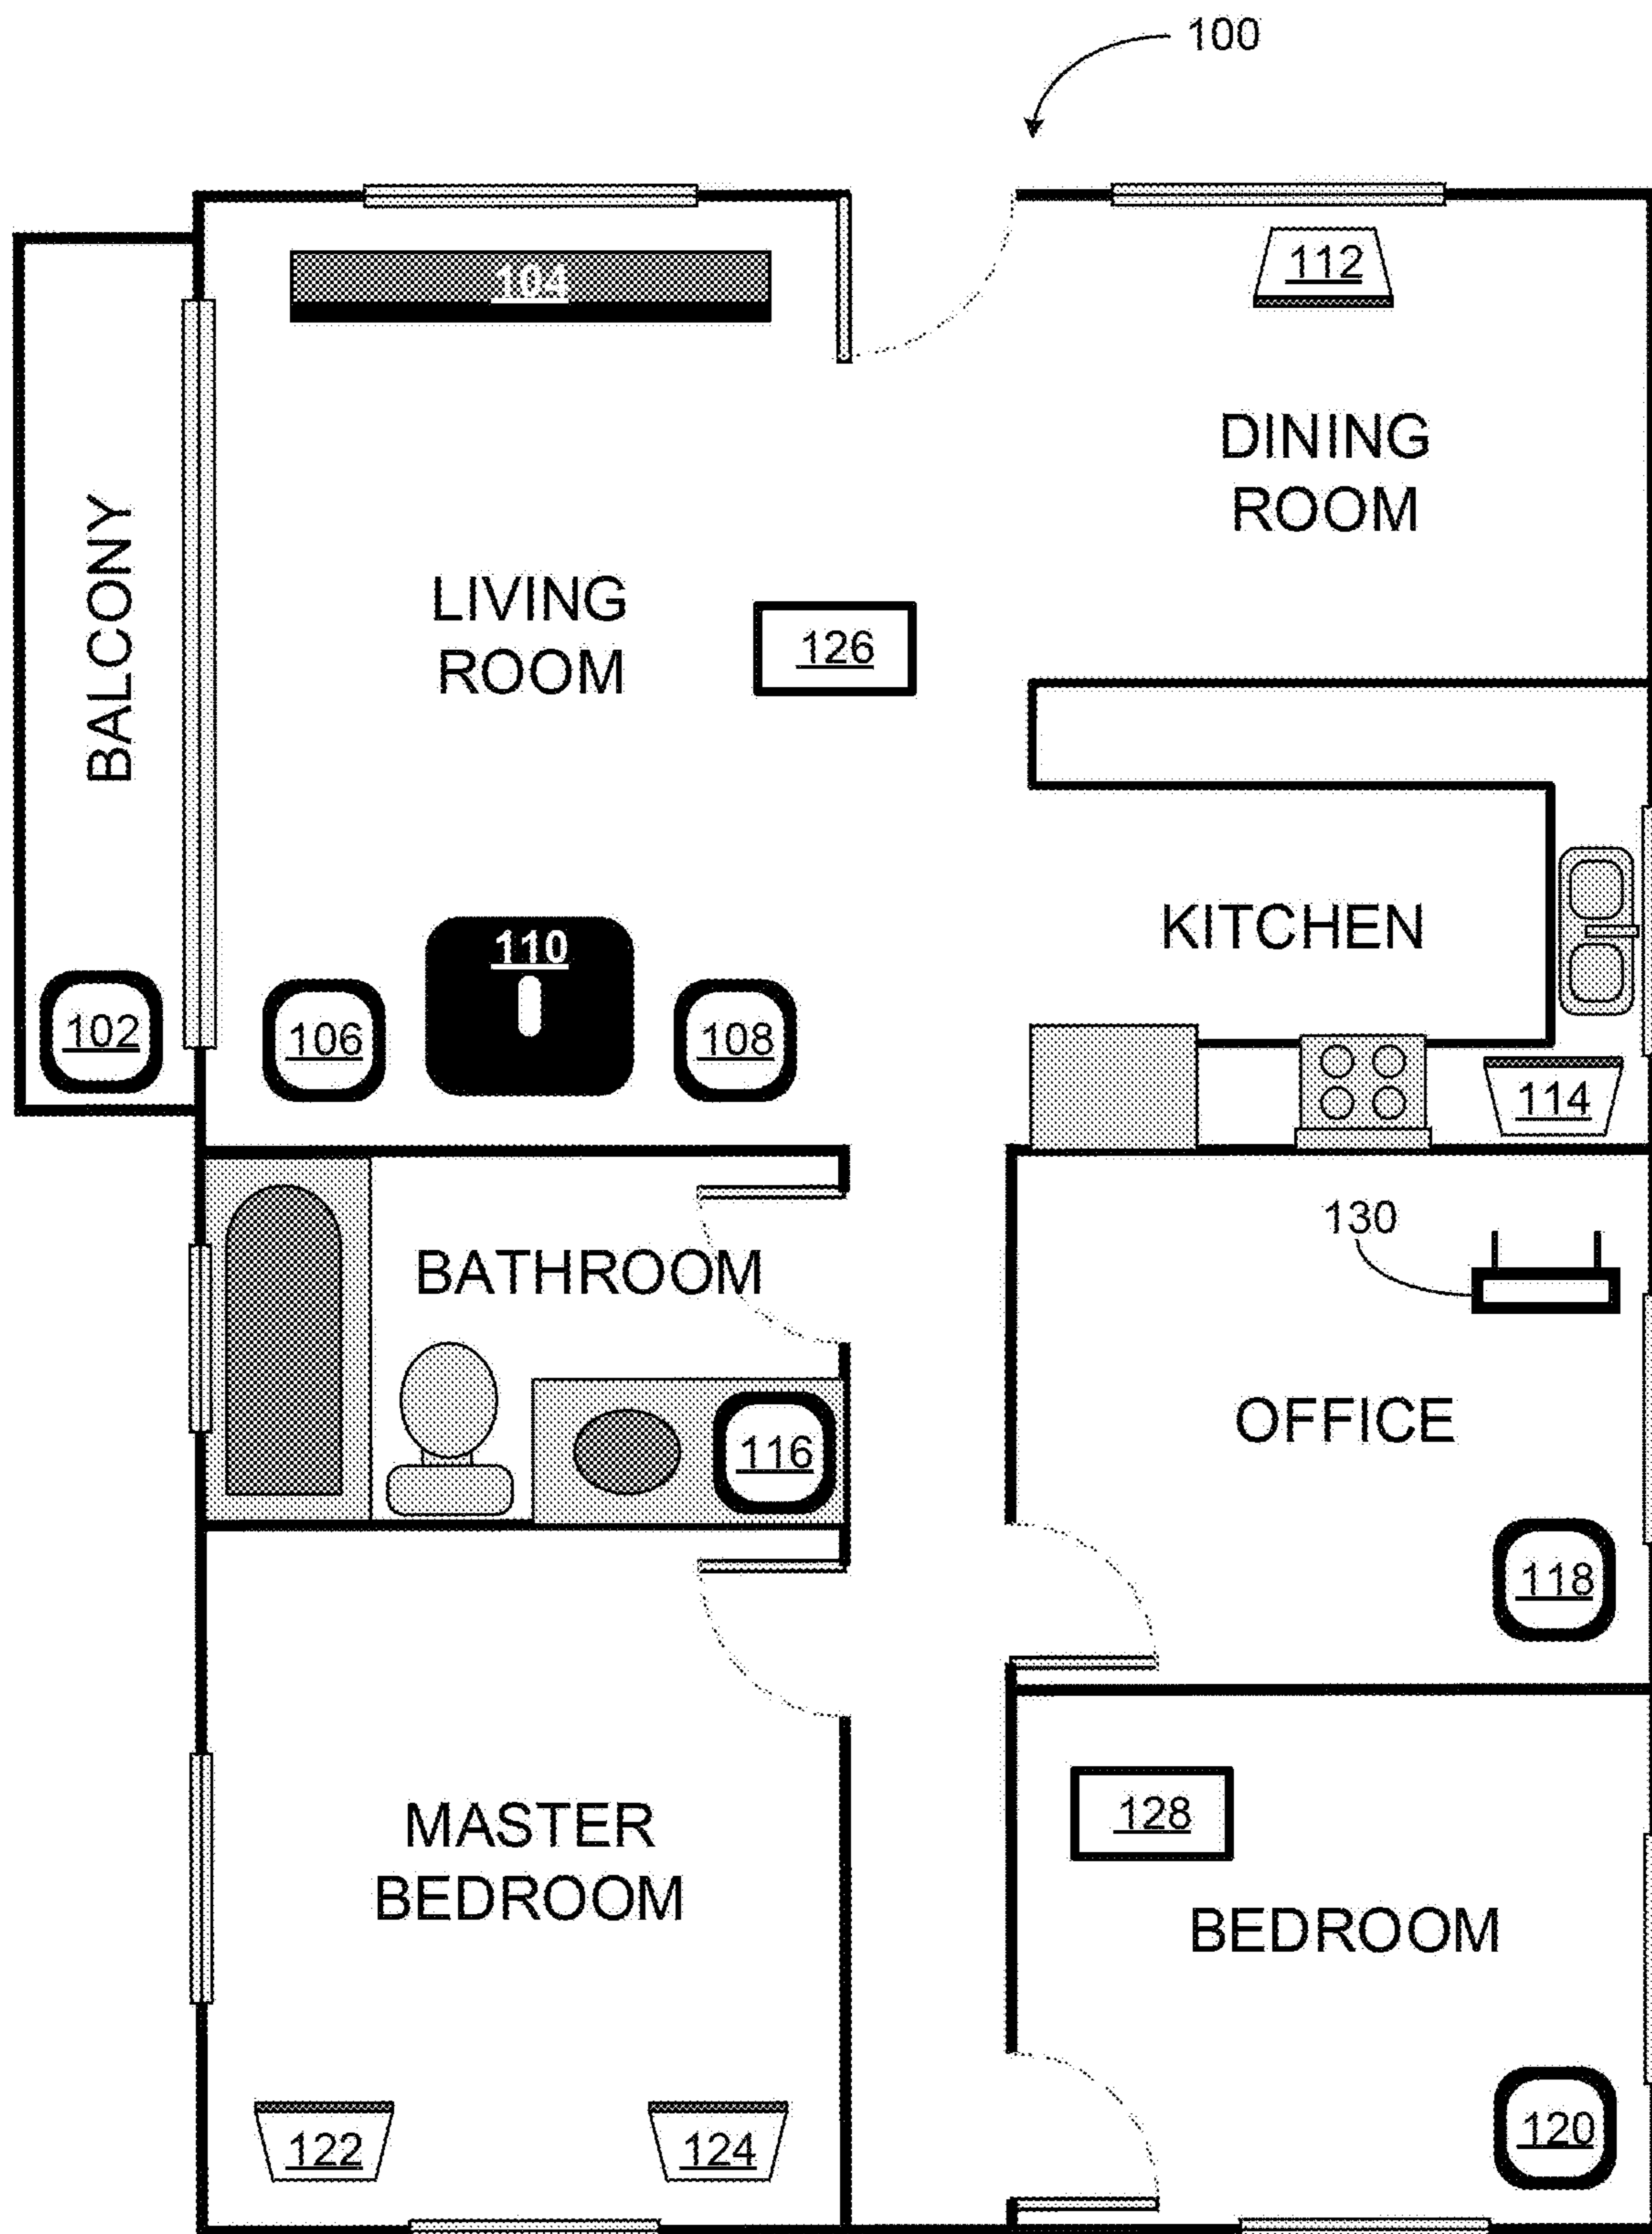 100
104
112
DINING
ROOM
BALCONY
LIVING
ROOM
126
KITCHEN
110
102
106
108
114
130
BATHROOM
OFFICE
116
118
MASTER
BEDROOM
128
BEDROOM
122
124
120